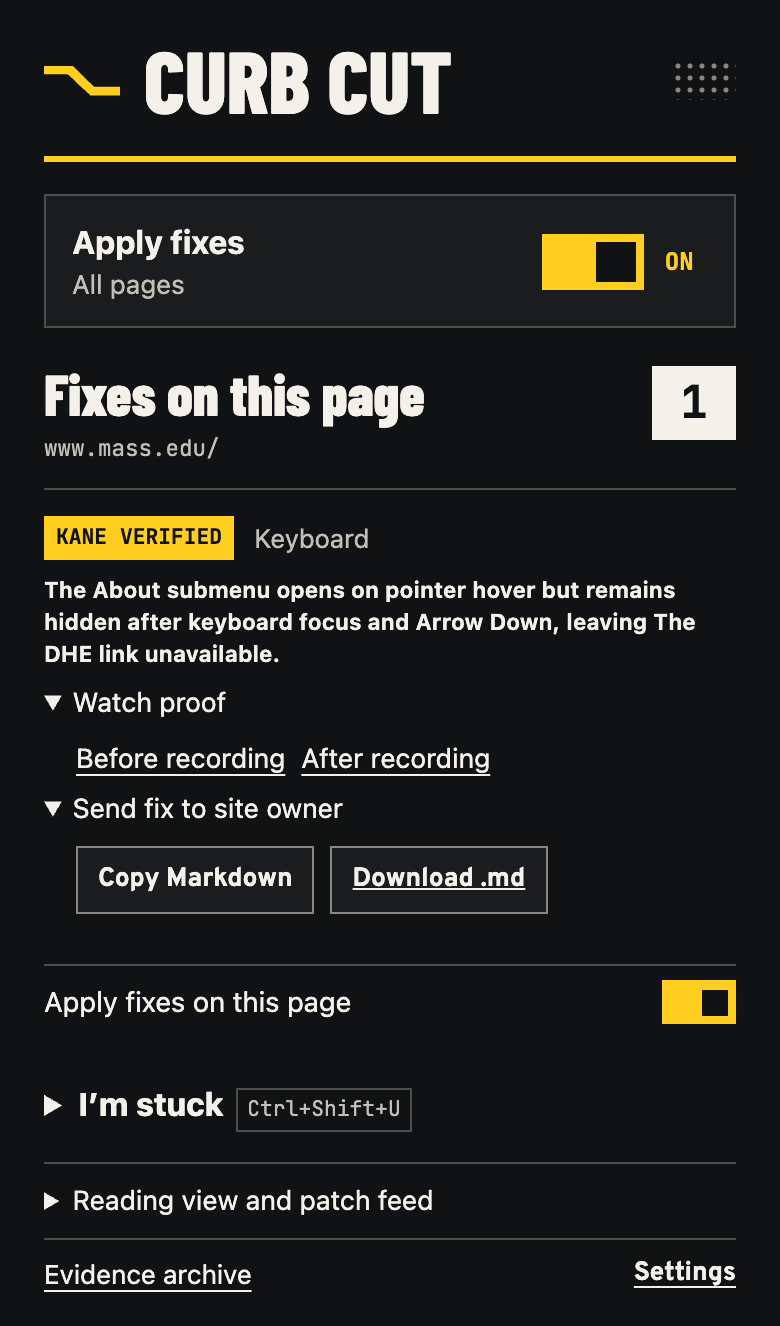 CURB CUT
Apply fixes
All pages
ON
Fixes on this page
1
www.mass.edu/
KANE VERIFIED
Keyboard
The About submenu opens on pointer hover but remains
hidden after keyboard focus and Arrow Down, leaving The
DHE link unavailable.
Watch proof
Before recording After recording
Send fix to site owner
Copy Markdown
Download .md
Apply fixes on this page
I’m stuck
Ctrl+Shift+U
Reading view and patch feed
Evidence archive
Settings